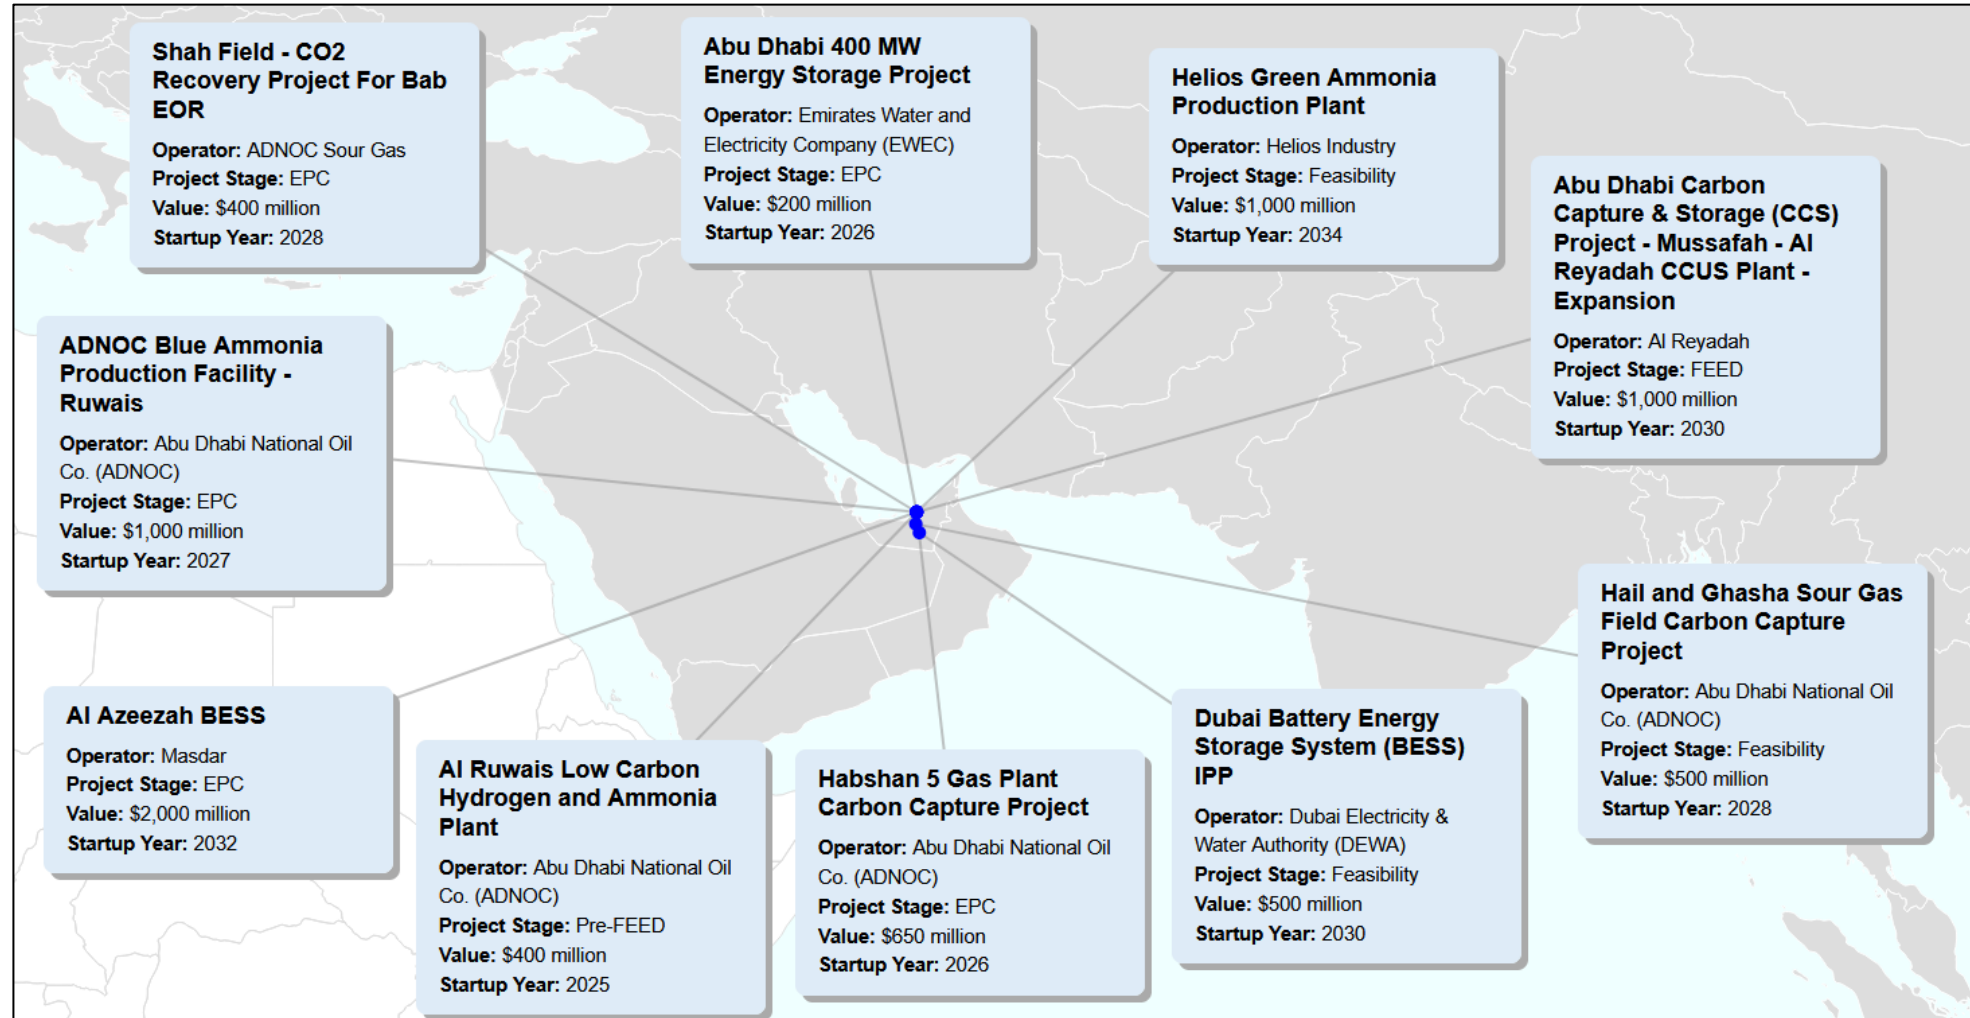 Shah Field - CO2
Recovery Project For Bab
EOR
Operator: ADNOC Sour Gas
Project Stage: EPC
Value: $400 million
Startup Year: 2028
Abu Dhabi 400 MW
Energy Storage Project
Operator: Emirates Water and
Electricity Company (EWEC)
Project Stage: EPC
Value: $200 million
Startup Year: 2026
Helios Green Ammonia
Production Plant
Operator: Helios Industry
Project Stage: Feasibility
Value: $1,000 million
Startup Year: 2034
Abu Dhabi Carbon
Capture & Storage (CCS)
Project - Mussafah - Al
Reyadah CCUS Plant -
Expansion
Operator: Al Reyadah
Project Stage: FEED
Value: $1,000 million
Startup Year: 2030
ADNOC Blue Ammonia
Production Facility -
Ruwais
Operator: Abu Dhabi National Oil
Co. (ADNOC)
Project Stage: EPC
Value: $1,000 million
Startup Year: 2027
Hail and Ghasha Sour Gas
Field Carbon Capture
Project
Operator: Abu Dhabi National Oil
Co. (ADNOC)
Project Stage: Feasibility
Value: $500 million
Startup Year: 2028
Al Azeezah BESS
Operator: Masdar
Project Stage: EPC
Value: $2,000 million
Startup Year: 2032
Al Ruwais Low Carbon
Hydrogen and Ammonia
Plant
Operator: Abu Dhabi National Oil
Co. (ADNOC)
Project Stage: Pre-FEED
Value: $400 million
Startup Year: 2025
Habshan 5 Gas Plant
Carbon Capture Project
Operator: Abu Dhabi National Oil
Co. (ADNOC)
Project Stage: EPC
Value: $650 million
Startup Year: 2026
Dubai Battery Energy
Storage System (BESS)
IPP
Operator: Dubai Electricity &
Water Authority (DEWA)
Project Stage: Feasibility
Value: $500 million
Startup Year: 2030